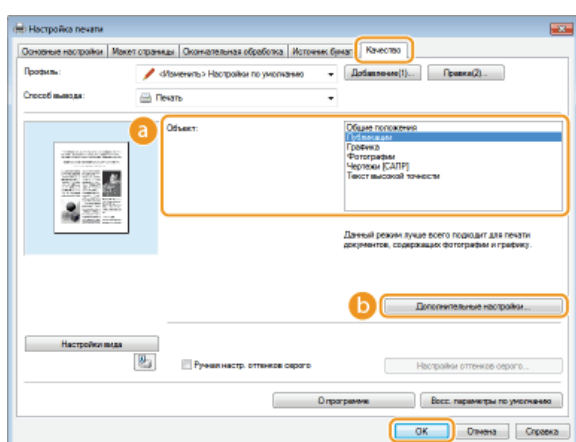 Настройка печати
Основные настройки Макет страницы Окончательная обработка Источник бумаг Качество
Профиль: <Изменить> Настройки по умолчанию Добавление(1)... Правка(2)...
Способ вывода: Печать
a Объект: Общие положения
Публикации
Графика
Фотографии
Чертежи [САПР]
Текст высокой точности
Данный режим лучше всего подходит для печати
документов, содержащих фотографии и графику.
b Дополнительные настройки...
Настройки вида
Ручная настр. оттенков серого Настройки оттенков серого...
О программе Восс. параметры по умолчанию
OK Отмена Справка